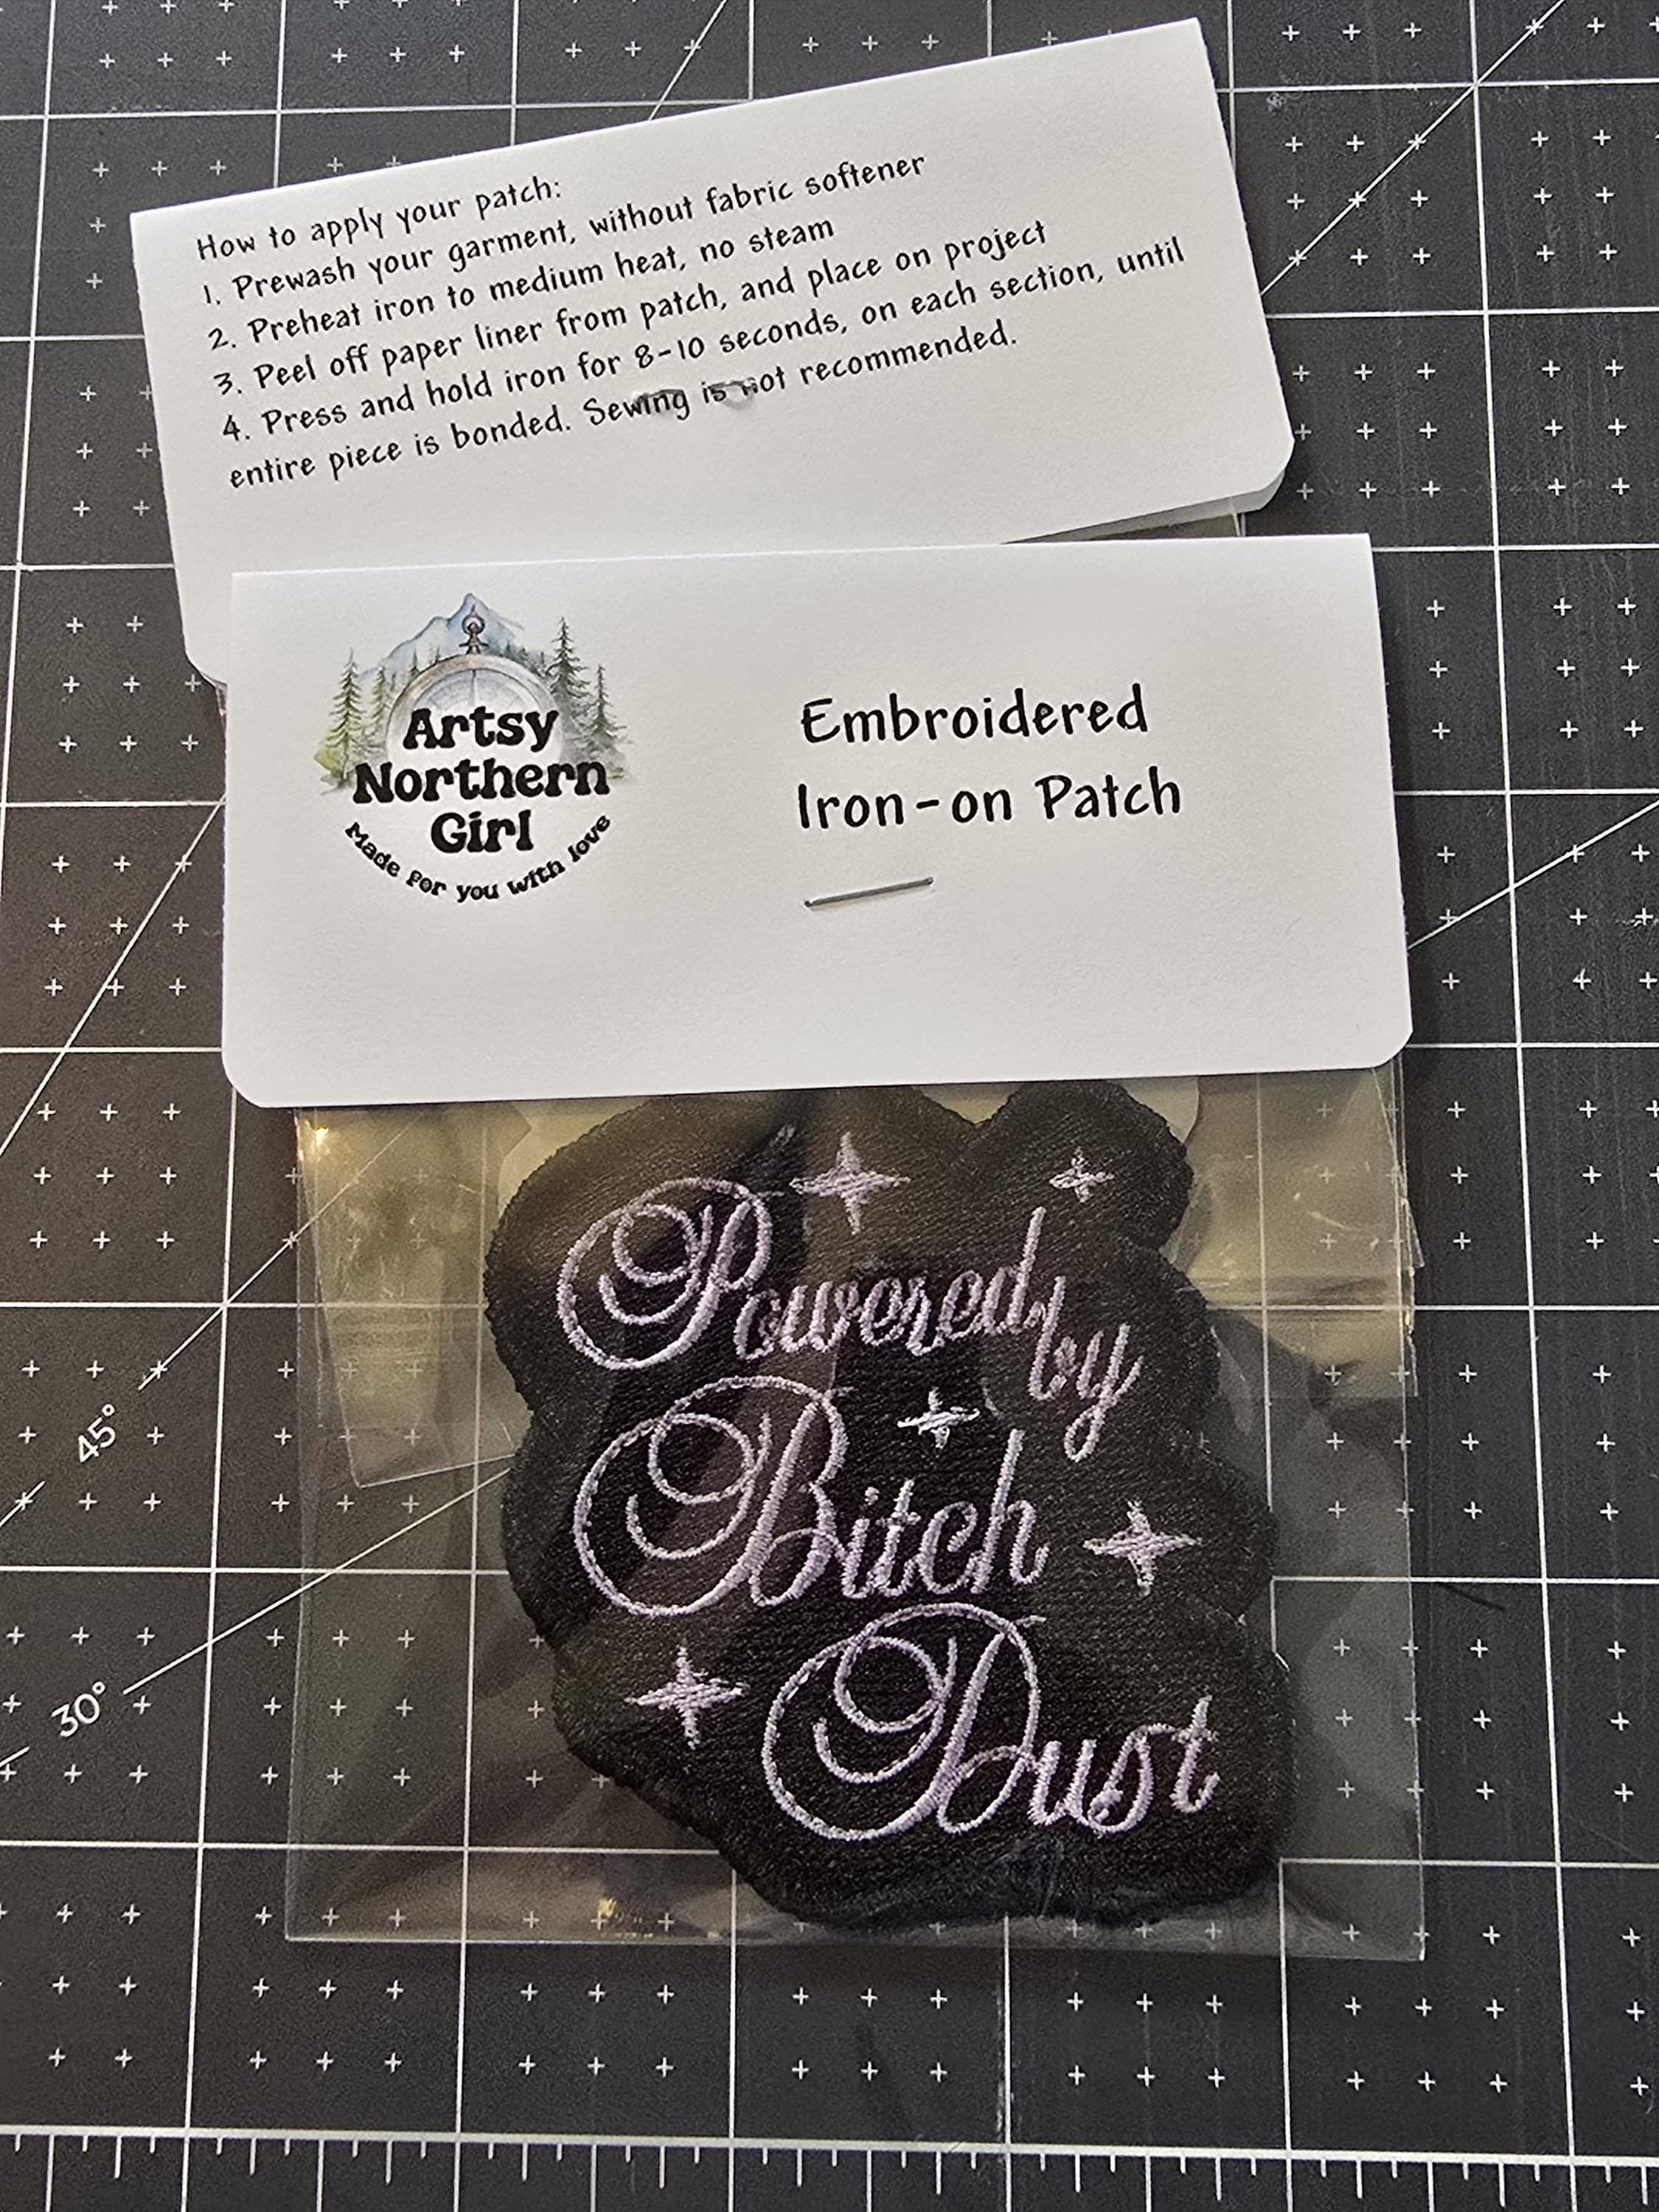 How to apply your patch:
1. Prewash your garment, without fabric softener
2. Preheat iron to medium heat, no steam
3. Peel off paper liner from patch, and place on project
4. Press and hold iron for 8-10 seconds, on each section, until
entire piece is bonded. Sewing is not recommended.
Artsy
Northern
Girl
Made for you with love
Embroidered
Iron-on Patch
Powered by
Bitch
Dust
45°
30°